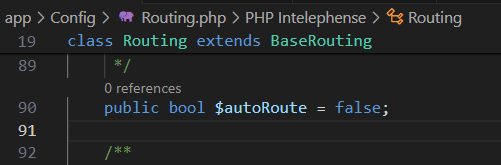 app > Config > Routing.php > PHP Intelephense > Routing
19 class Routing extends BaseRouting
89 */
0 references
90 public bool $autoRoute = false;
91
92 /**